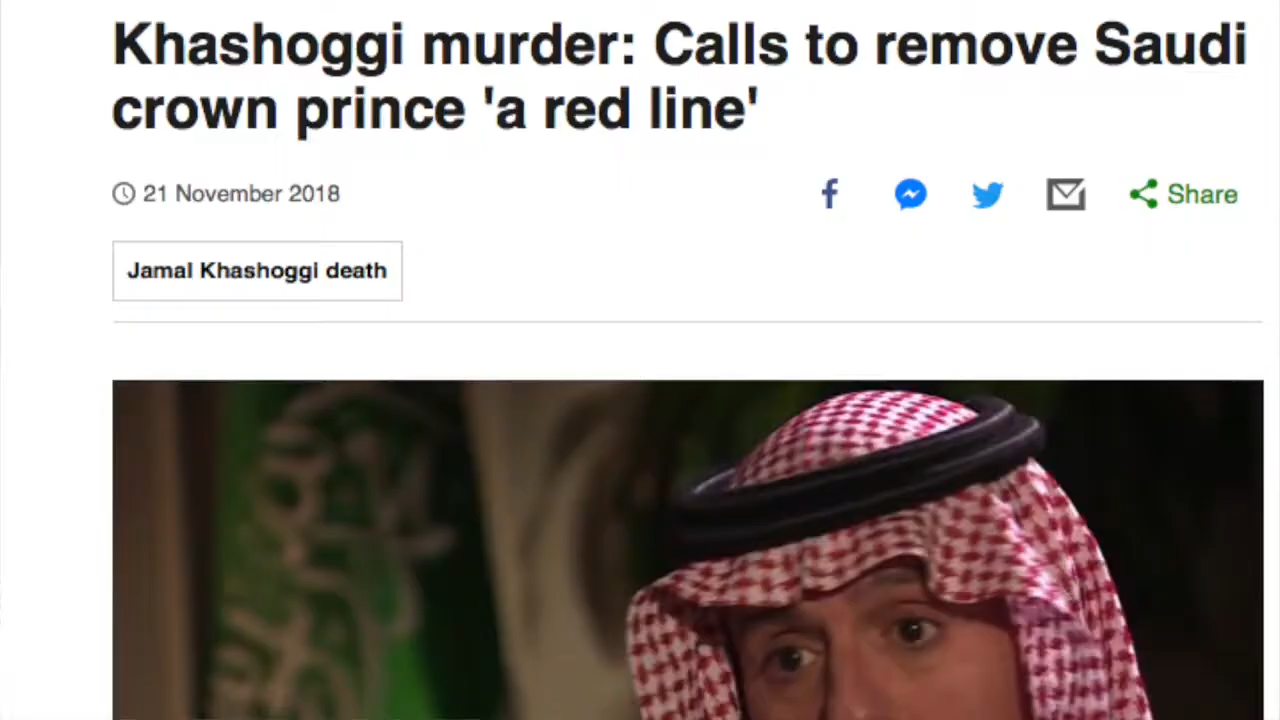 Khashoggi murder: Calls to remove Saudi
crown prince 'a red line'
21 November 2018
Share
Jamal Khashoggi death